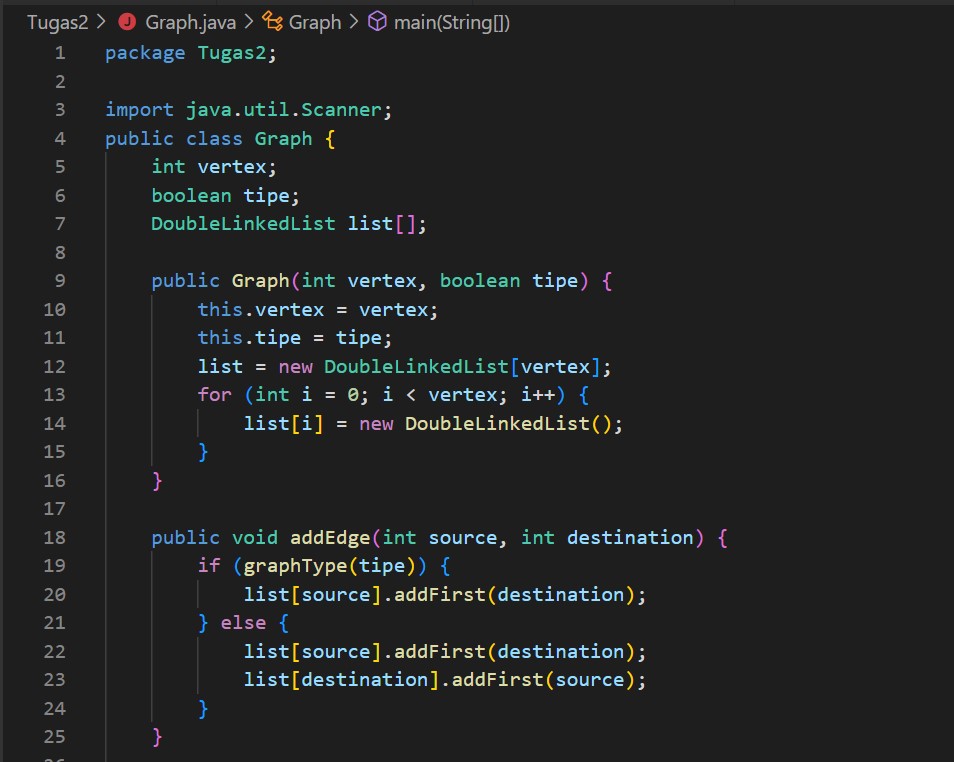 Tugas2 > J Graph.java > Graph > main(String[])
1 package Tugas2;
2
3 import java.util.Scanner;
4 public class Graph {
5     int vertex;
6     boolean tipe;
7     DoubleLinkedList list[];
8
9     public Graph(int vertex, boolean tipe) {
10         this.vertex = vertex;
11         this.tipe = tipe;
12         list = new DoubleLinkedList[vertex];
13         for (int i = 0; i < vertex; i++) {
14             list[i] = new DoubleLinkedList();
15         }
16     }
17
18     public void addEdge(int source, int destination) {
19         if (graphType(tipe)) {
20             list[source].addFirst(destination);
21         } else {
22             list[source].addFirst(destination);
23             list[destination].addFirst(source);
24         }
25     }